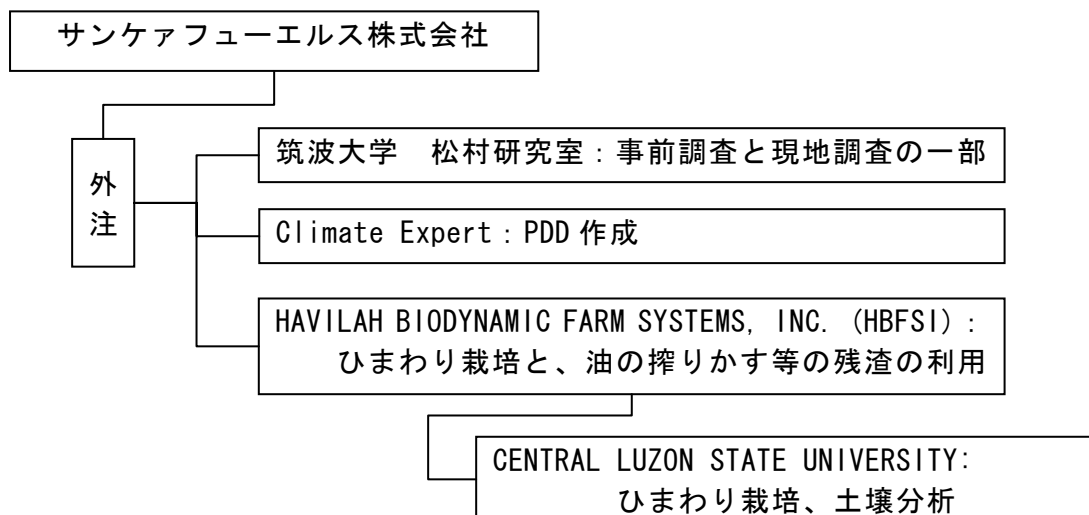 サンケァフューエルス株式会社
外注
筑波大学　松村研究室：事前調査と現地調査の一部
Climate Expert：PDD 作成
HAVILAH BIODYNAMIC FARM SYSTEMS, INC. (HBFSI)：
ひまわり栽培と、油の搾りかす等の残渣の利用
CENTRAL LUZON STATE UNIVERSITY:
ひまわり栽培、土壌分析